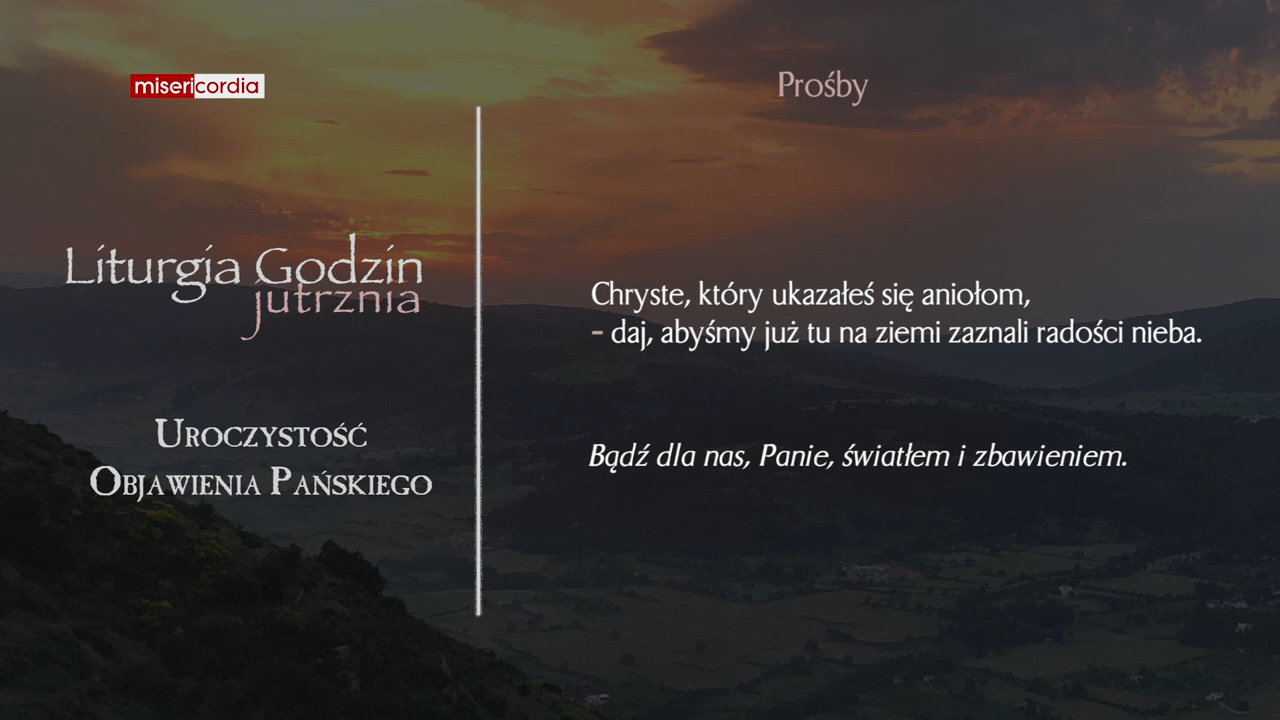 misericordia
Liturgia Godzin
jutrznia
Uroczystość
Objawienia Pańskiego
Prośby
Chryste, który ukazałeś się aniołom,
– daj, abyśmy już tu na ziemi zaznali radości nieba.
Bądź dla nas, Panie, światłem i zbawieniem.